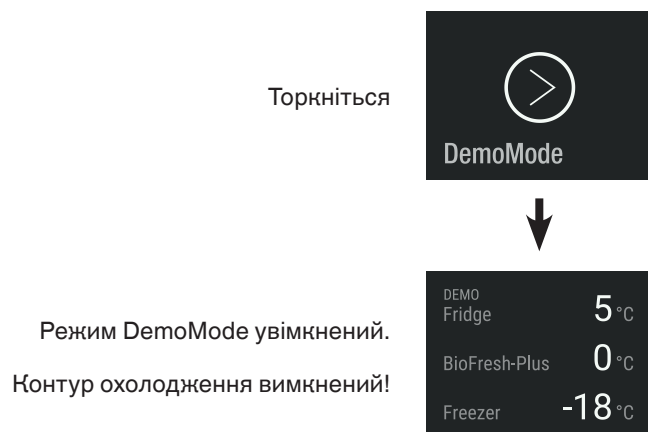 Торкніться
DemoMode
DEMO
Fridge 5 °C
Режим DemoMode увімкнений.
BioFresh-Plus 0 °C
Контур охолодження вимкнений!
Freezer -18 °C